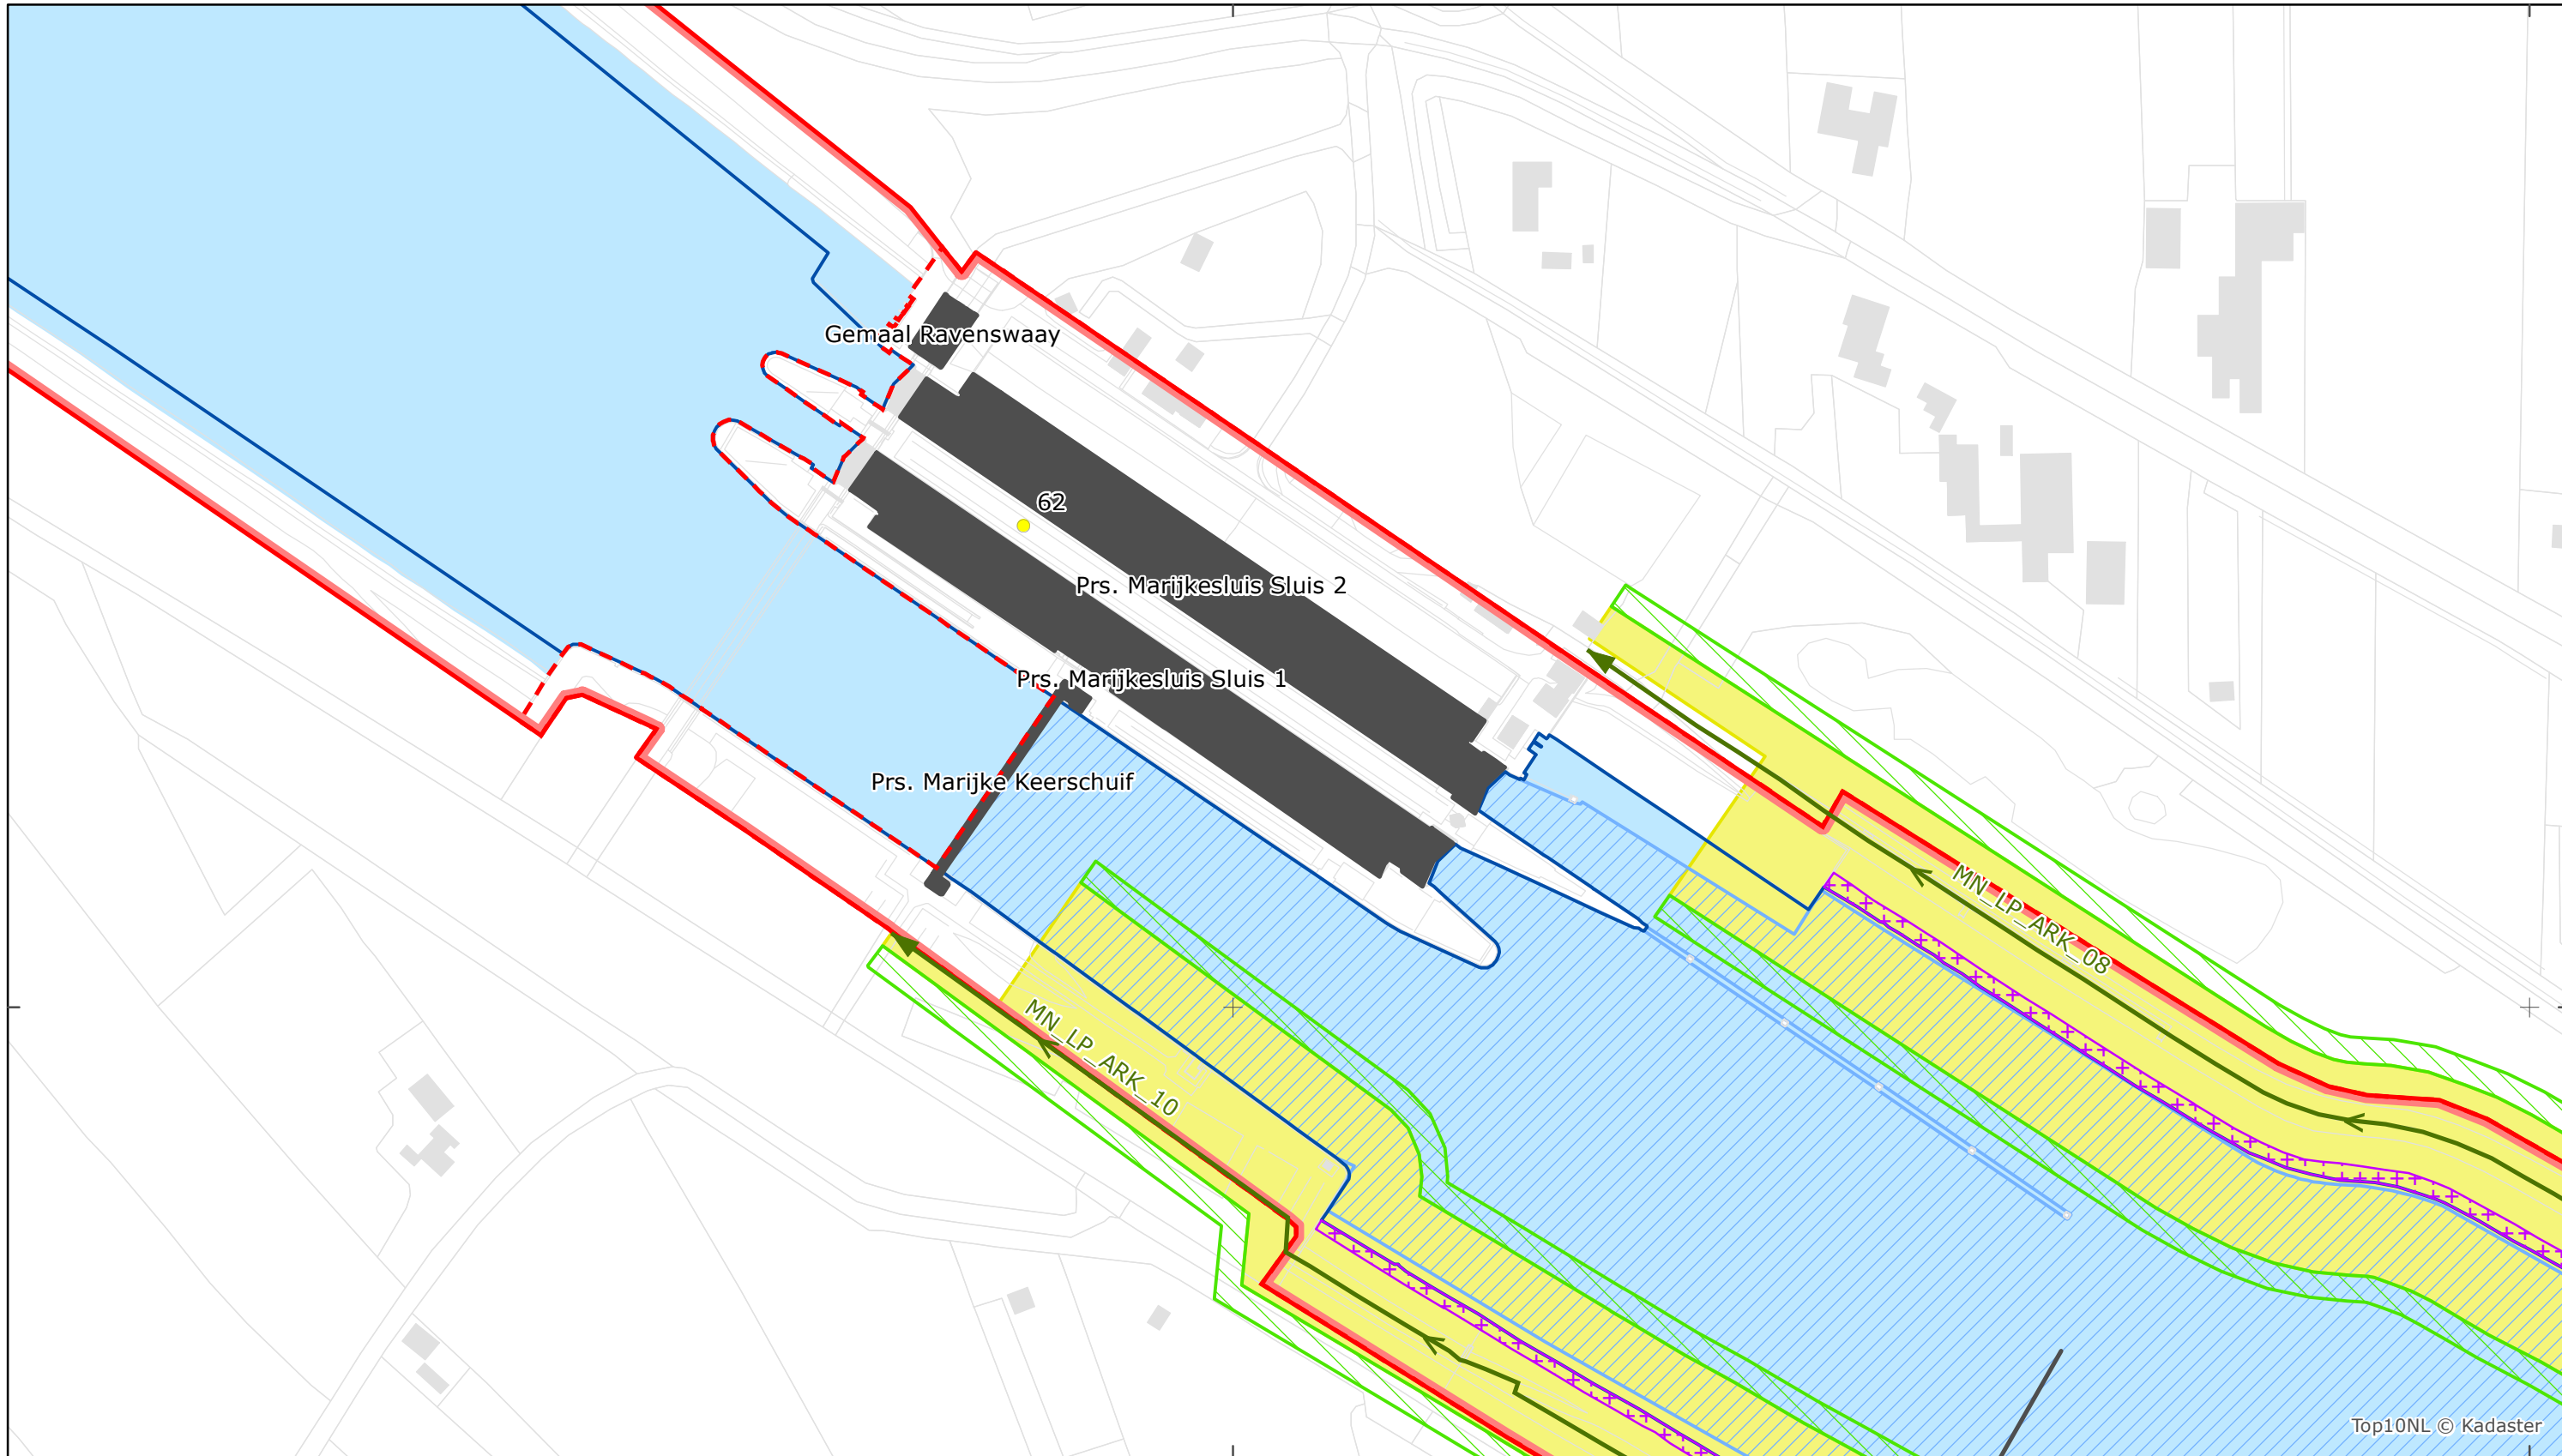 Gemaal Ravenswaay
62
Prs. Marijkesluis Sluis 2
Prs. Marijkesluis Sluis 1
Prs. Marijke Keerschuif
MN_LP_ARK_08
MN_LP_ARK_10
Top10NL © Kadaster